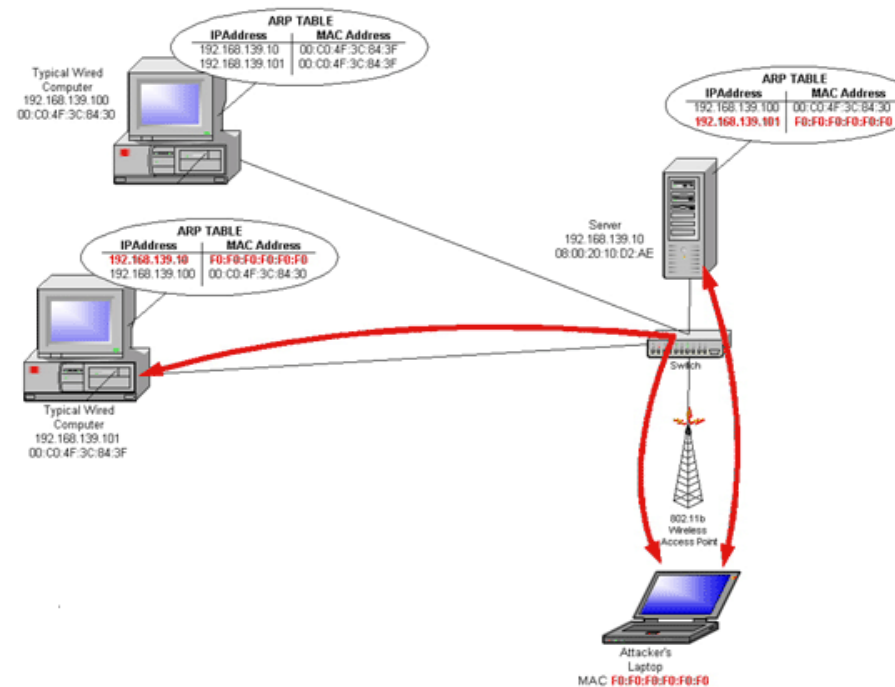 ARP TABLE
IPAddress MAC Address
192.168.139.10 00:C0:4F:3C:84:3F
192.168.139.101 00:C0:4F:3C:84:3F
Typical Wired
Computer
192.168.139.100
00:C0:4F:3C:84:30
ARP TABLE
IPAddress MAC Address
192.168.139.100 00:C0:4F:3C:84:30
192.168.139.101 F0:F0:F0:F0:F0:F0
Server
192.168.139.10
08:00:20:10:D2:AE
ARP TABLE
IPAddress MAC Address
192.168.139.10 F0:F0:F0:F0:F0:F0
192.168.139.100 00:C0:4F:3C:84:30
Switch
Typical Wired
Computer
192.168.139.101
00:C0:4F:3C:84:3F
802.11b
Wireless
Access Point
Attacker's
Laptop
MAC F0:F0:F0:F0:F0:F0